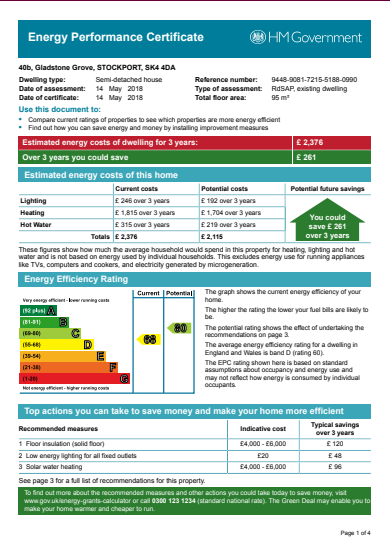 Energy Performance Certificate
HM Government
40b, Gladstone Grove, STOCKPORT, SK4 4DA
Dwelling type: Semi-detached house
Date of assessment: 14 May 2018
Date of certificate: 14 May 2018
Reference number: 9448-9081-7215-5188-0990
Type of assessment: RdSAP, existing dwelling
Total floor area: 95 m²
Use this document to:
• Compare current ratings of properties to see which properties are more energy efficient
• Find out how you can save energy and money by installing improvement measures
Estimated energy costs of dwelling for 3 years: £ 2,376
Over 3 years you could save £ 261
Estimated energy costs of this home
Current costs Potential costs Potential future savings
Lighting £ 246 over 3 years £ 192 over 3 years
Heating £ 1,815 over 3 years £ 1,704 over 3 years
Hot Water £ 315 over 3 years £ 219 over 3 years
Totals £ 2,376 £ 2,115
You could
save £ 261
over 3 years
These figures show how much the average household would spend in this property for heating, lighting and hot
water and is not based on energy used by individual households. This excludes energy use for running appliances
like TVs, computers and cookers, and electricity generated by microgeneration.
Energy Efficiency Rating
Current Potential
Very energy efficient - lower running costs
(92 plus) A
(81-91) B
(69-80) C
(55-68) D
(39-54) E
(21-38) F
(1-20) G
Not energy efficient - higher running costs
68
80
The graph shows the current energy efficiency of your
home.
The higher the rating the lower your fuel bills are likely to
be.
The potential rating shows the effect of undertaking the
recommendations on page 3.
The average energy efficiency rating for a dwelling in
England and Wales is band D (rating 60).
The EPC rating shown here is based on standard
assumptions about occupancy and energy use and
may not reflect how energy is consumed by individual
occupants.
Top actions you can take to save money and make your home more efficient
Recommended measures Indicative cost Typical savings
over 3 years
1 Floor insulation (solid floor) £4,000 - £6,000 £ 120
2 Low energy lighting for all fixed outlets £20 £ 48
3 Solar water heating £4,000 - £6,000 £ 96
See page 3 for a full list of recommendations for this property.
To find out more about the recommended measures and other actions you could take today to save money, visit
www.gov.uk/energy-grants-calculator or call 0300 123 1234 (standard national rate). The Green Deal may enable you to
make your home warmer and cheaper to run.
Page 1 of 4